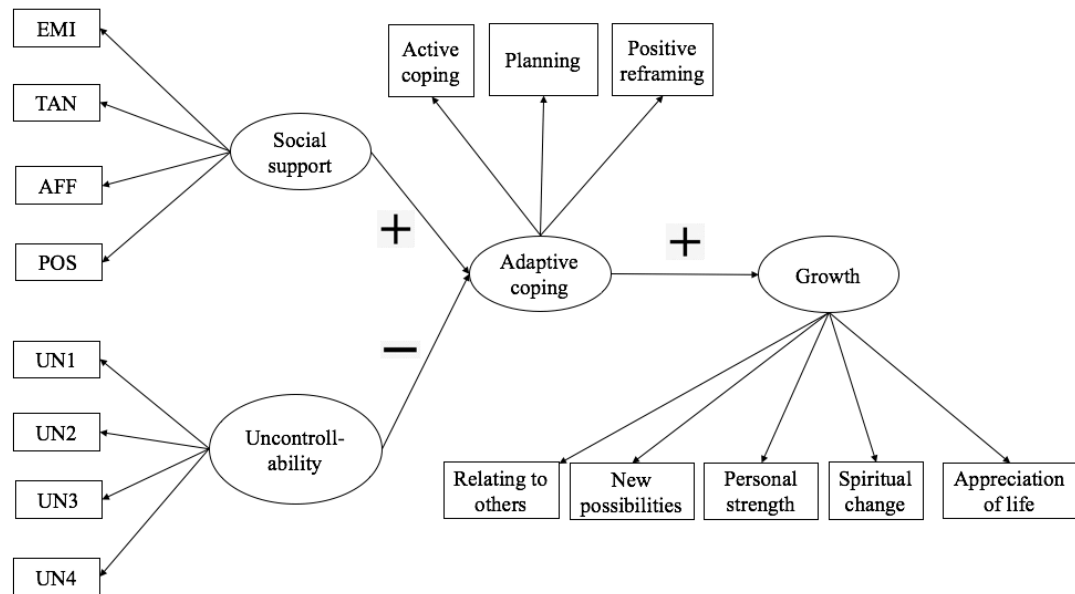 EMI
TAN
AFF
POS
Social
support
Active
coping
Planning
Positive
reframing
+
+
Adaptive
coping
Growth
−
UN1
UN2
UN3
UN4
Uncontroll-
ability
Relating to
others
New
possibilities
Personal
strength
Spiritual
change
Appreciation
of life